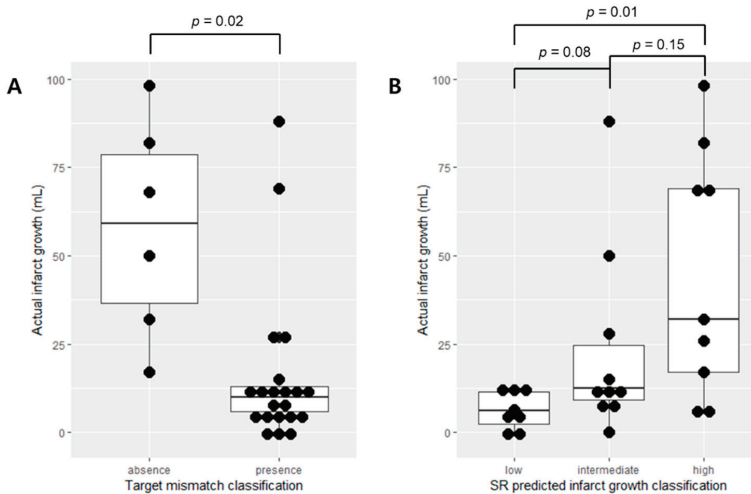 p = 0.02
A
100
75
50
25
0
Actual infarct growth (mL)
absence
presence
Target mismatch classification
p = 0.01
p = 0.08
p = 0.15
B
100
75
50
25
0
Actual infarct growth (mL)
low
intermediate
high
SR predicted infarct growth classification